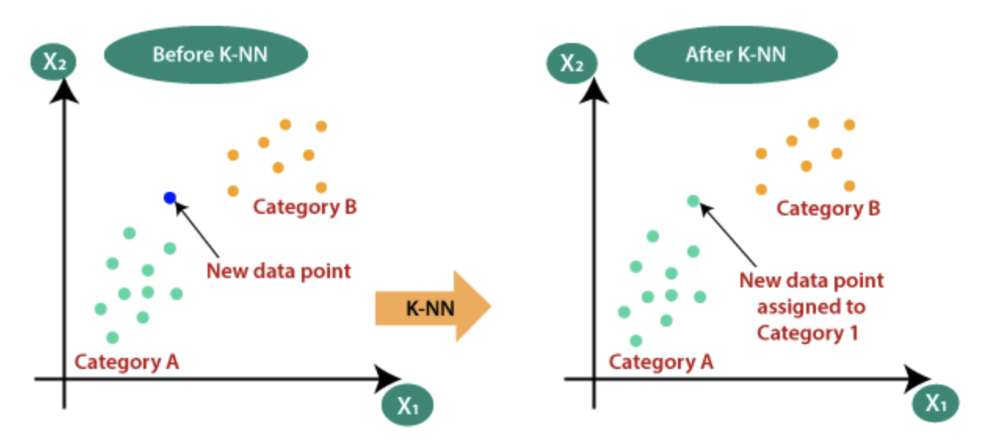 Before K-NN
X₂
Category B
New data point
Category A
X₁
K-NN
After K-NN
X₂
Category B
New data point
assigned to
Category 1
Category A
X₁